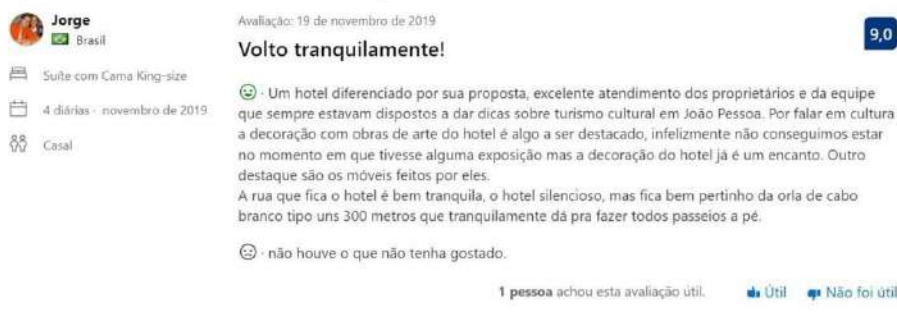 Jorge
Brasil
Suíte com Cama King-size
4 diárias · novembro de 2019
Casal
Avaliação: 19 de novembro de 2019
Volto tranquilamente!
9,0
· Um hotel diferenciado por sua proposta, excelente atendimento dos proprietários e da equipe
que sempre estavam dispostos a dar dicas sobre turismo cultural em João Pessoa. Por falar em cultura
a decoração com obras de arte do hotel é algo a ser destacado, infelizmente não conseguimos estar
no momento em que tivesse alguma exposição mas a decoração do hotel já é um encanto. Outro
destaque são os móveis feitos por eles.
A rua que fica o hotel é bem tranquila, o hotel silencioso, mas fica bem pertinho da orla de cabo
branco tipo uns 300 metros que tranquilamente dá pra fazer todos passeios a pé.
· não houve o que não tenha gostado.
1 pessoa achou esta avaliação útil.
Útil
Não foi útil